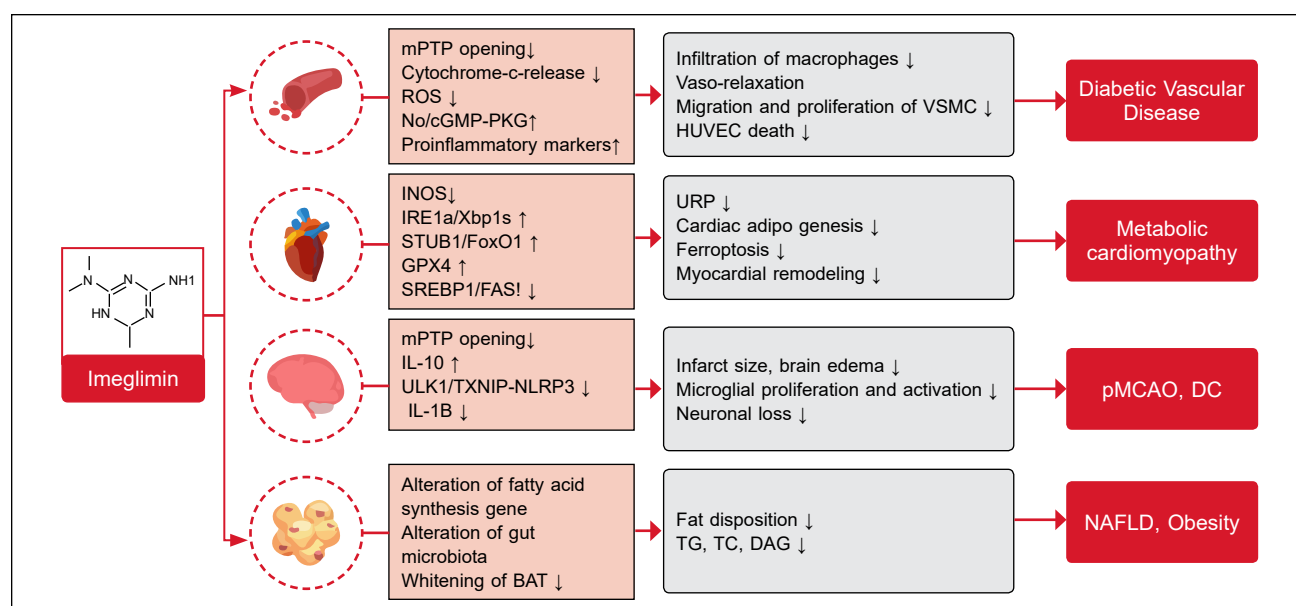 mPTP opening↓
Cytochrome-c-release ↓
ROS ↓
No/cGMP-PKG↑
Proinflammatory markers↑
Infiltration of macrophages ↓
Vaso-relaxation
Migration and proliferation of VSMC ↓
HUVEC death ↓
Diabetic Vascular
Disease
INOS↓
IRE1a/Xbp1s ↑
STUB1/FoxO1 ↑
GPX4 ↑
SREBP1/FAS! ↓
URP ↓
Cardiac adipo genesis ↓
Ferroptosis ↓
Myocardial remodeling ↓
Metabolic
cardiomyopathy
N
N
NH1
HN
N
Imeglimin
mPTP opening↓
IL-10 ↑
ULK1/TXNIP-NLRP3 ↓
IL-1B ↓
Infarct size, brain edema ↓
Microglial proliferation and activation ↓
Neuronal loss ↓
pMCAO, DC
Alteration of fatty acid
synthesis gene
Alteration of gut
microbiota
Whitening of BAT ↓
Fat disposition ↓
TG, TC, DAG ↓
NAFLD, Obesity